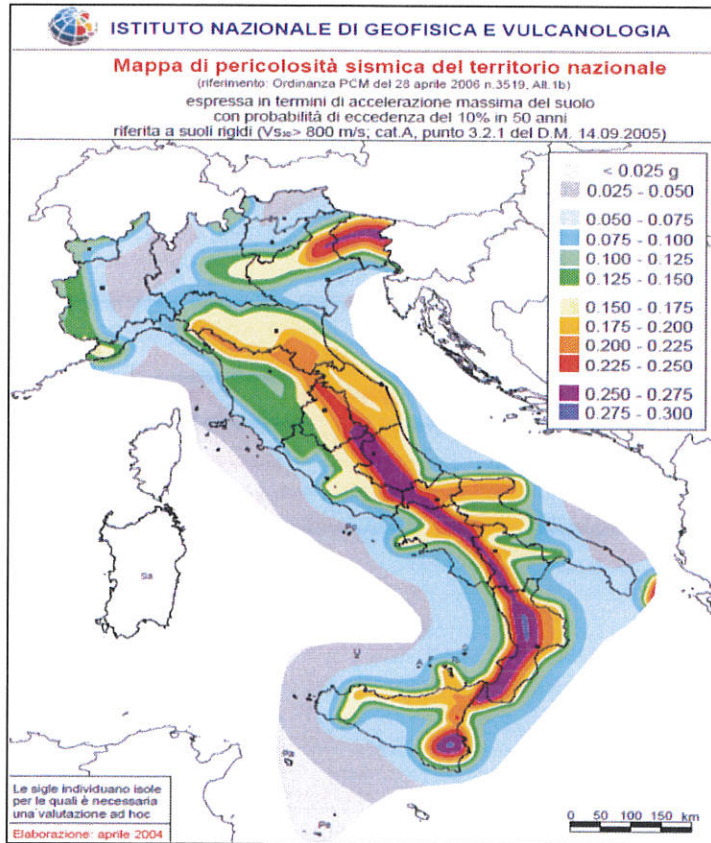 ISTITUTO NAZIONALE DI GEOFISICA E VULCANOLOGIA
Mappa di pericolosità sismica del territorio nazionale
(riferimento: Ordinanza PCM del 28 aprile 2006 n.3519, All.1b)
espressa in termini di accelerazione massima del suolo
con probabilità di eccedenza del 10% in 50 anni
riferita a suoli rigidi (Vs30> 800 m/s; cat.A, punto 3.2.1 del D.M. 14.09.2005)
< 0.025 g
0.025 - 0.050
0.050 - 0.075
0.075 - 0.100
0.100 - 0.125
0.125 - 0.150
0.150 - 0.175
0.175 - 0.200
0.200 - 0.225
0.225 - 0.250
0.250 - 0.275
0.275 - 0.300
Sa
U
Pe
Le sigle individuano isole
per le quali è necessaria
una valutazione ad hoc
Elaborazione: aprile 2004
0 50 100 150 km